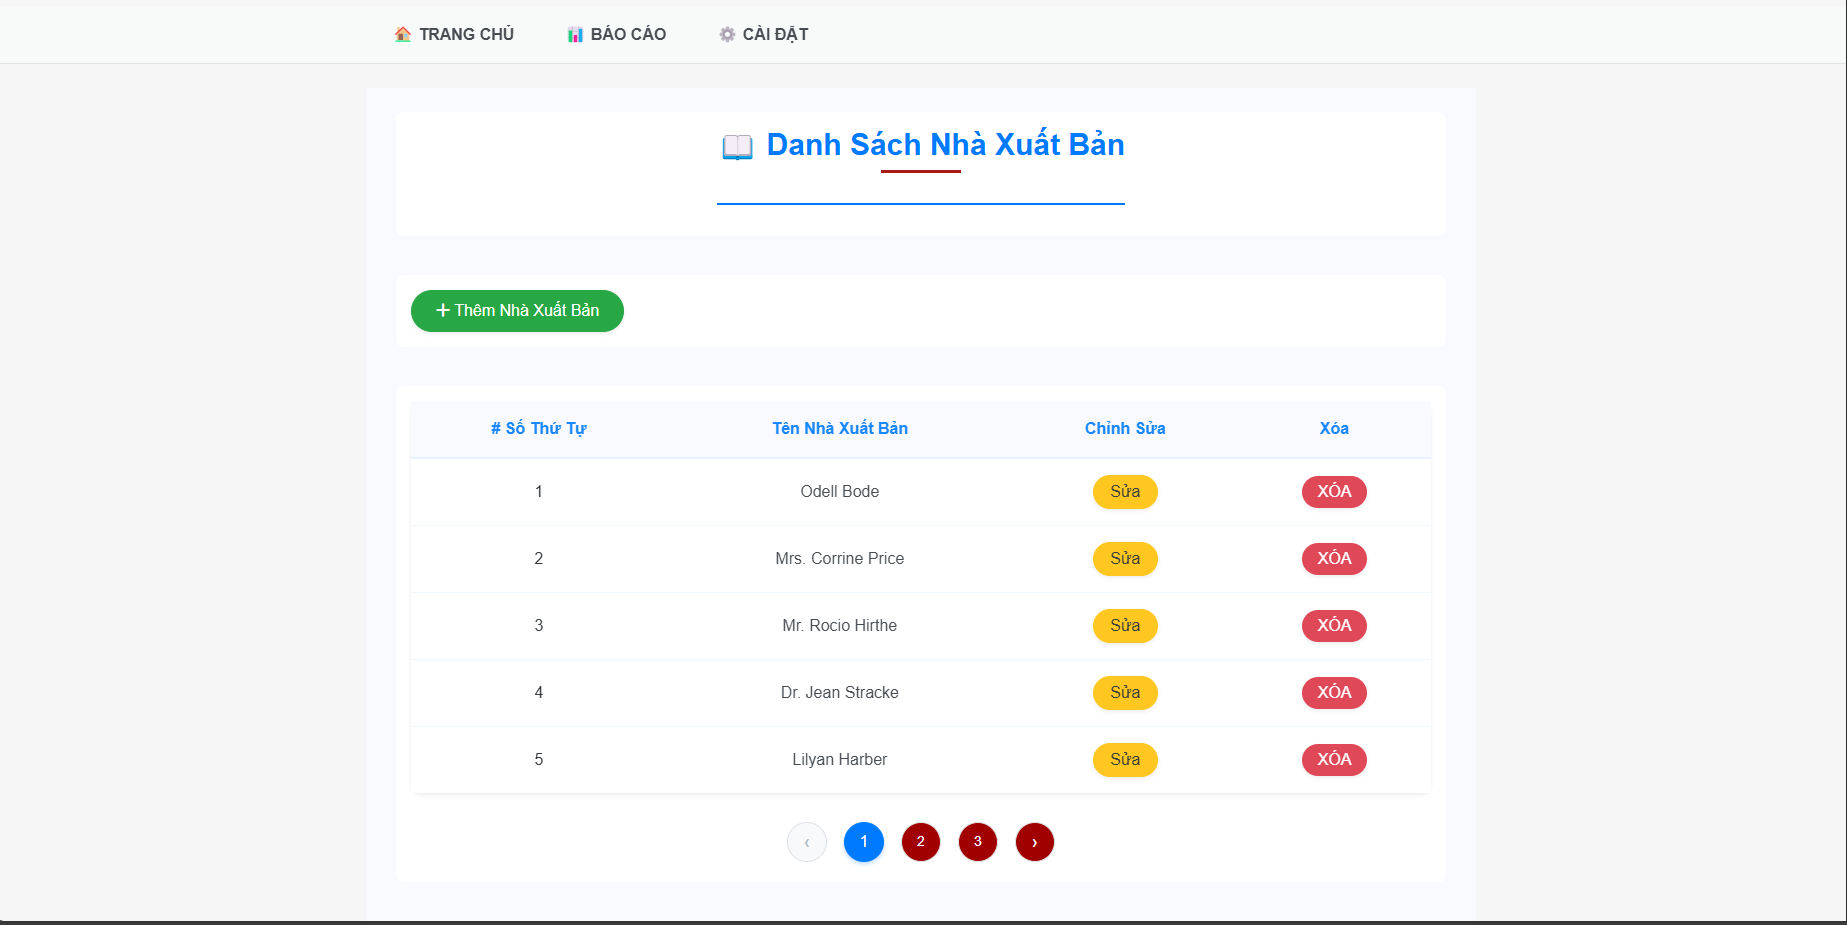 TRANG CHỦ BÁO CÁO CÀI ĐẶT
Danh Sách Nhà Xuất Bản
+ Thêm Nhà Xuất Bản
# Số Thứ Tự Tên Nhà Xuất Bản Chỉnh Sửa Xóa
1 Odell Bode Sửa XÓA
2 Mrs. Corrine Price Sửa XÓA
3 Mr. Rocio Hirthe Sửa XÓA
4 Dr. Jean Stracke Sửa XÓA
5 Lilyan Harber Sửa XÓA
‹ 1 2 3 ›